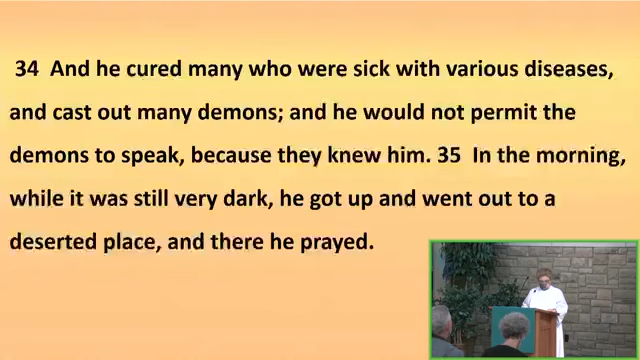 34 And he cured many who were sick with various diseases,
and cast out many demons; and he would not permit the
demons to speak, because they knew him. 35 In the morning,
while it was still very dark, he got up and went out to a
deserted place, and there he prayed.